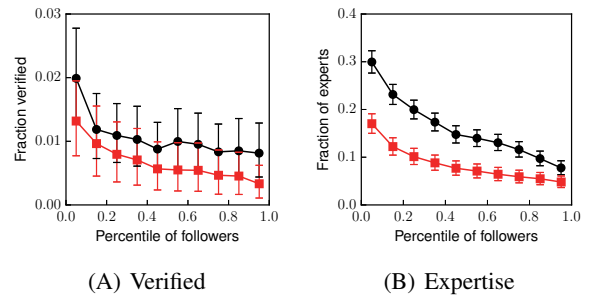 0.03
0.02
0.01
0.00
Fraction verified
0.0 0.2 0.4 0.6 0.8 1.0
Percentile of followers
(A) Verified
0.4
0.3
0.2
0.1
0.0
Fraction of experts
0.0 0.2 0.4 0.6 0.8 1.0
Percentile of followers
(B) Expertise